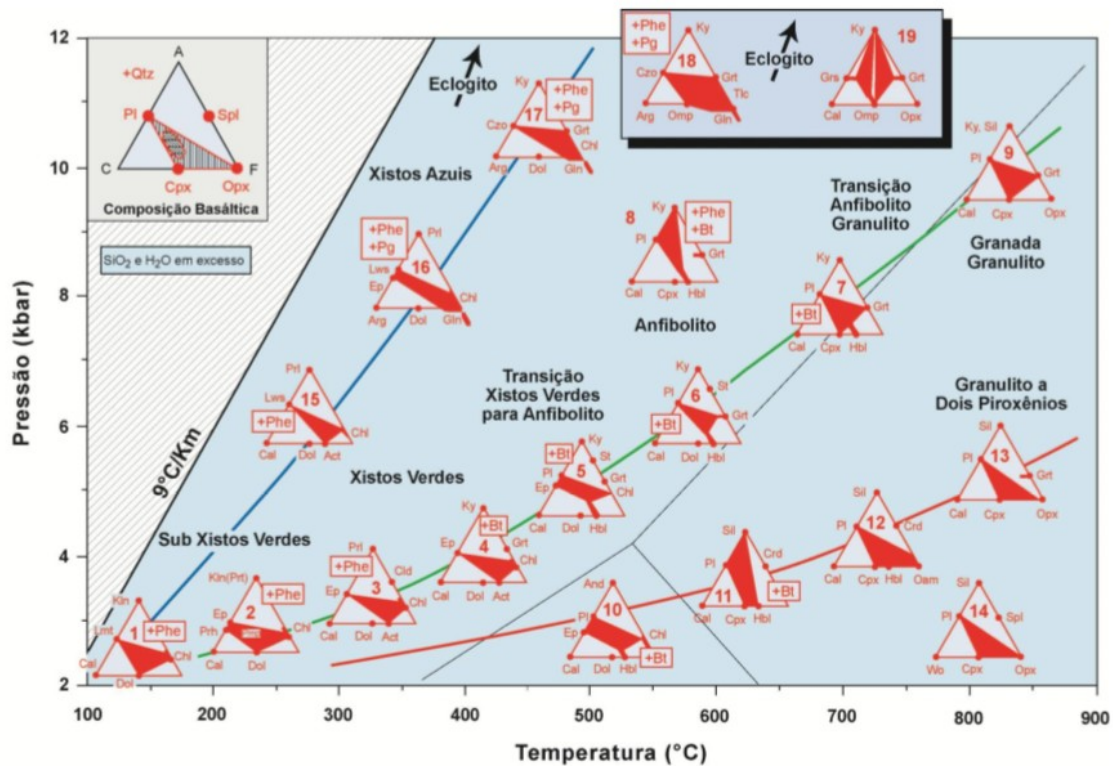 12
10
8
6
4
2
Pressão (kbar)
100
200
300
400
500
600
700
800
900
Temperatura (°C)
A
+Qtz
Pl
Spl
C
F
Cpx
Opx
Composição Basáltica
SiO2 e H2O em excesso
9°C/Km
Eclogito
Xistos Azuis
+Phe
+Pg
Ky
18
Czo
Grt
Tlc
Arg
Omp
Gln
Eclogito
Ky
19
Grs
Grt
Cal
Omp
Opx
Ky
+Phe
+Pg
17
Czo
Grt
Chl
Arg
Dol
Gln
+Phe
+Pg
Prl
16
Lws
Ep
Chl
Arg
Dol
Gln
Prl
Lws
15
+Phe
Chl
Cal
Dol
Act
8
Ky
+Phe
+Bt
Pl
Grt
Cal
Cpx
Hbl
Anfibolito
Transição
Anfibolito
Granulito
Ky, Sil
9
Pl
Grt
Cal
Cpx
Opx
Granada
Granulito
Ky
7
Pl
Grt
+Bt
Cal
Cpx
Hbl
Transição
Xistos Verdes
para Anfibolito
Ky
St
6
Pl
Grt
+Bt
Cal
Dol
Hbl
Granulito a
Dois Piroxênios
Xistos Verdes
Ky
St
+Bt
5
Pl
Grt
Ep
Chl
Cal
Dol
Hbl
Sil
13
Pl
Grt
Cal
Cpx
Opx
Sub Xistos Verdes
Ky
+Bt
4
Ep
Grt
Chl
Cal
Dol
Act
Sil
12
Pl
Crd
Cal
Cpx
Hbl
Oam
Prl
+Phe
Cld
3
Ep
Chl
Cal
Dol
Act
Sil
Pl
Crd
11
+Bt
Cal
Cpx
Hbl
Kln(Prt)
+Phe
2
Ep
Prh
Chl
Cal
Dol
And
10
Pl
Ep
Chl
+Bt
Cal
Dol
Hbl
Sil
14
Pl
Spl
Wo
Cpx
Opx
Kln
1
+Phe
Lmt
Chl
Cal
Dol